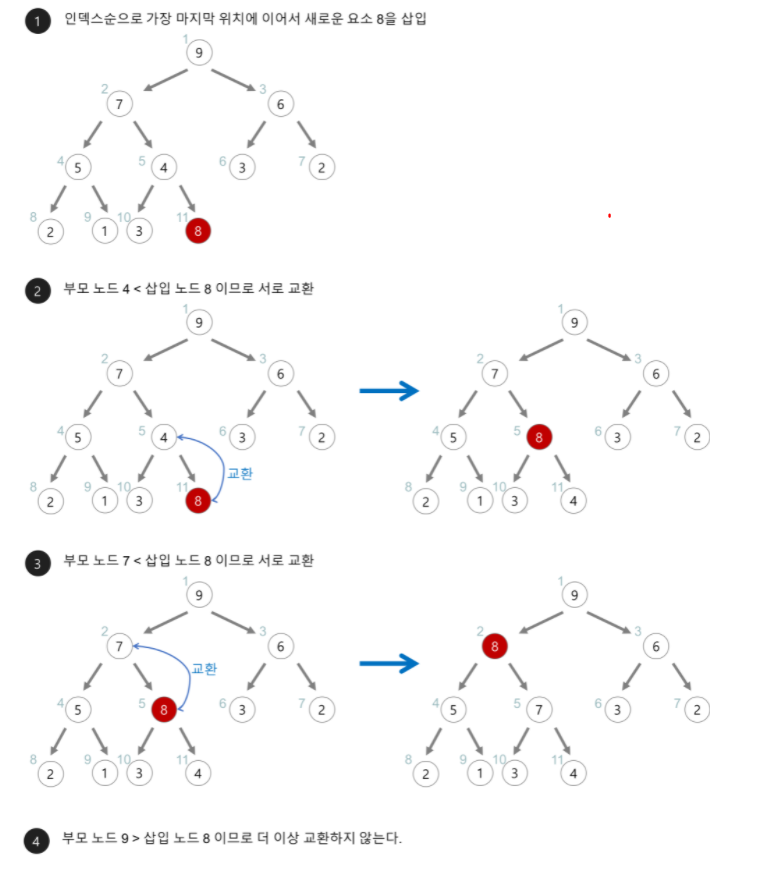 1 인덱스순으로 가장 마지막 위치에 이어서 새로운 요소 8을 삽입
1
9
2 3
7 6
4 5 6 7
5 4 3 2
8 9 10 11
2 1 3 8
2 부모 노드 4 < 삽입 노드 8 이므로 서로 교환
1 1
9 9
2 3 2 3
7 6 7 6
4 5 6 7 4 5 6 7
5 4 3 2 5 8 3 2
교환
8 9 10 11 8 9 10 11
2 1 3 8 2 1 3 4
3 부모 노드 7 < 삽입 노드 8 이므로 서로 교환
1 1
9 9
2 3 2 3
7 6 8 6
교환
4 5 6 7 4 5 6 7
5 8 3 2 5 7 3 2
8 9 10 11 8 9 10 11
2 1 3 4 2 1 3 4
4 부모 노드 9 > 삽입 노드 8 이므로 더 이상 교환하지 않는다.